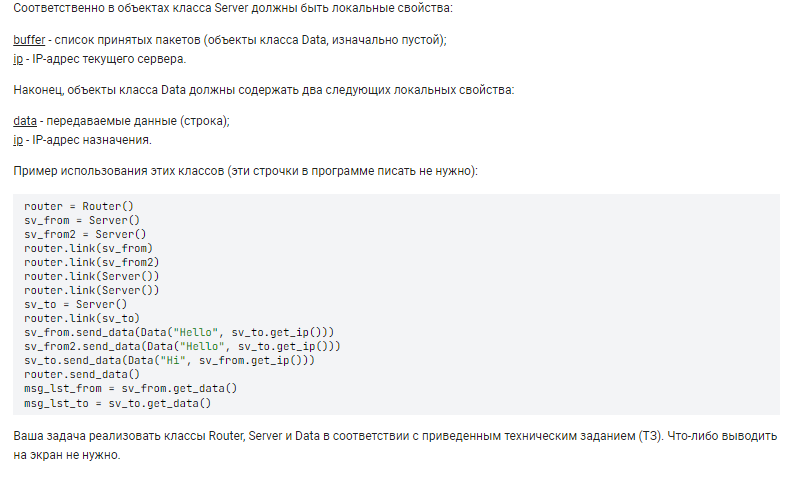 Соответственно в объектах класса Server должны быть локальные свойства:
buffer - список принятых пакетов (объекты класса Data, изначально пустой);
ip - IP-адрес текущего сервера.
Наконец, объекты класса Data должны содержать два следующих локальных свойства:
data - передаваемые данные (строка);
ip - IP-адрес назначения.
Пример использования этих классов (эти строчки в программе писать не нужно):
router = Router()
sv_from = Server()
sv_from2 = Server()
router.link(sv_from)
router.link(sv_from2)
router.link(Server())
router.link(Server())
sv_to = Server()
router.link(sv_to)
sv_from.send_data(Data("Hello", sv_to.get_ip()))
sv_from2.send_data(Data("Hello", sv_to.get_ip()))
sv_to.send_data(Data("Hi", sv_from.get_ip()))
router.send_data()
msg_lst_from = sv_from.get_data()
msg_lst_to = sv_to.get_data()
Ваша задача реализовать классы Router, Server и Data в соответствии с приведенным техническим заданием (ТЗ). Что-либо выводить
на экран не нужно.